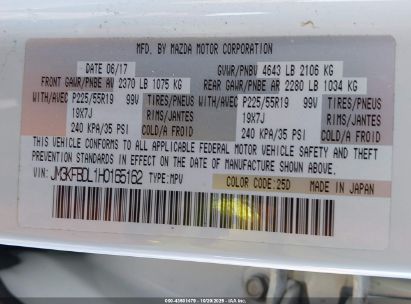 MFD. BY MAZDA MOTOR CORPORATION
DATE 06/17 GVWR/PNBV 4643 LB 2106 KG
FRONT GAWR/PNBE AV 2370 LB 1075 KG REAR GAWR/PNBE AR 2280 LB 1034 KG
WITH/AVEC P225/55R19 99V TIRES/PNEU WITH/AVEC P225/55R19 99V TIRES/PNEU
19X7J RIMS/JANTES 19X7J RIMS/JANTES
240 KPA/35 PSI COLD/A FROID 240 KPA/35 PSI COLD/A FROID
THIS VEHICLE CONFORMS TO ALL APPLICABLE FEDERAL MOTOR VEHICLE SAFETY AND THEFT
PREVENTION STANDARDS IN EFFECT ON THE DATE OF MANUFACTURE SHOWN ABOVE.
VIN: JM3KFBDL1H0165162 TYPE:MPV COLOR CODE:25D MADE IN JAPAN